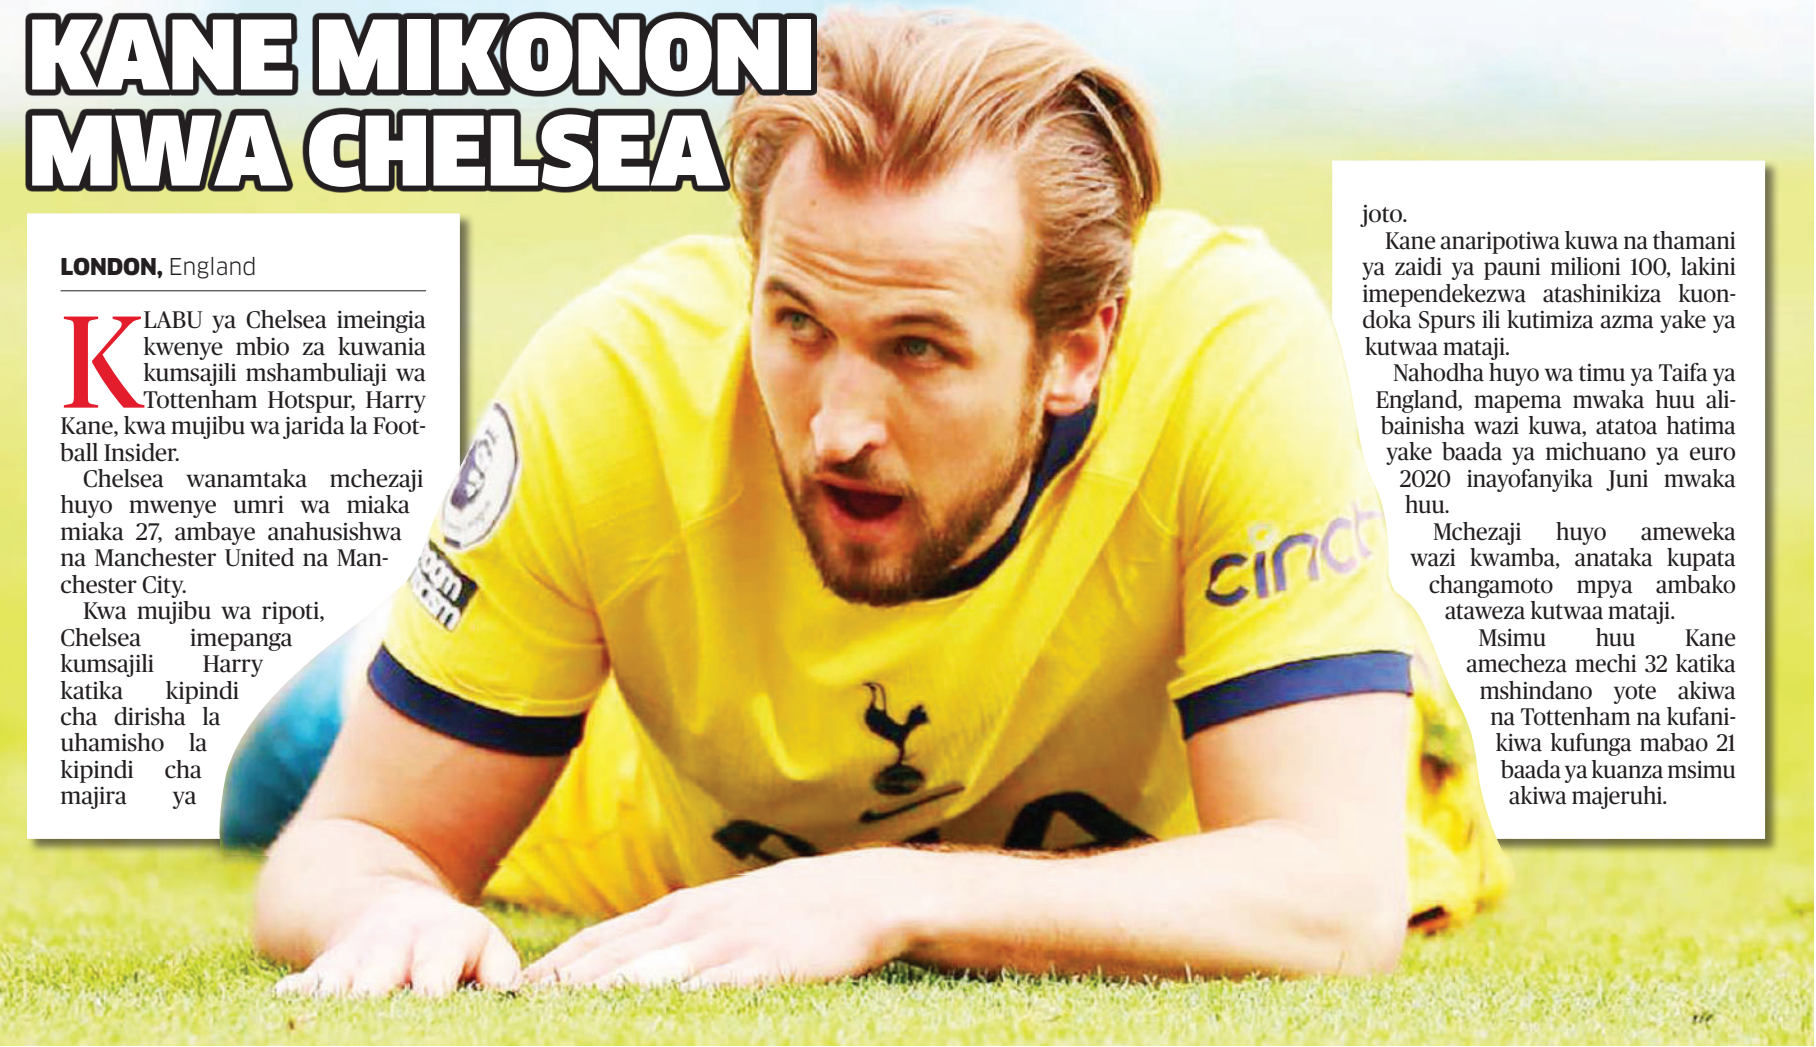 KANE MIKONONI
MWA CHELSEA
LONDON, England
KLABU ya Chelsea imeingia
kwenye mbio za kuwania
kumsajili mshambuliaji wa
Tottenham Hotspur, Harry
Kane, kwa mujibu wa jarida la Foot-
ball Insider.
Chelsea wanamtaka mchezaji
huyo mwenye umri wa miaka
miaka 27, ambaye anahusishwa
na Manchester United na Man-
chester City.
Kwa mujibu wa ripoti,
Chelsea imepanga
kumsajili Harry
katika kipindi
cha dirisha la
uhamisho la
kipindi cha
majira ya
joto.
Kane anaripotiwa kuwa na thamani
ya zaidi ya pauni milioni 100, lakini
imependekezwa atashinikiza kuon-
doka Spurs ili kutimiza azma yake ya
kutwaa mataji.
Nahodha huyo wa timu ya Taifa ya
England, mapema mwaka huu ali-
bainisha wazi kuwa, atatoa hatima
yake baada ya michuano ya euro
2020 inayofanyika Juni mwaka
huu.
Mchezaji huyo ameweka
wazi kwamba, anataka kupata
changamoto mpya ambako
ataweza kutwaa mataji.
Msimu huu Kane
amecheza mechi 32 katika
mshindano yote akiwa
na Tottenham na kufani-
kiwa kufunga mabao 21
baada ya kuanza msimu
akiwa majeruhi.
cinch